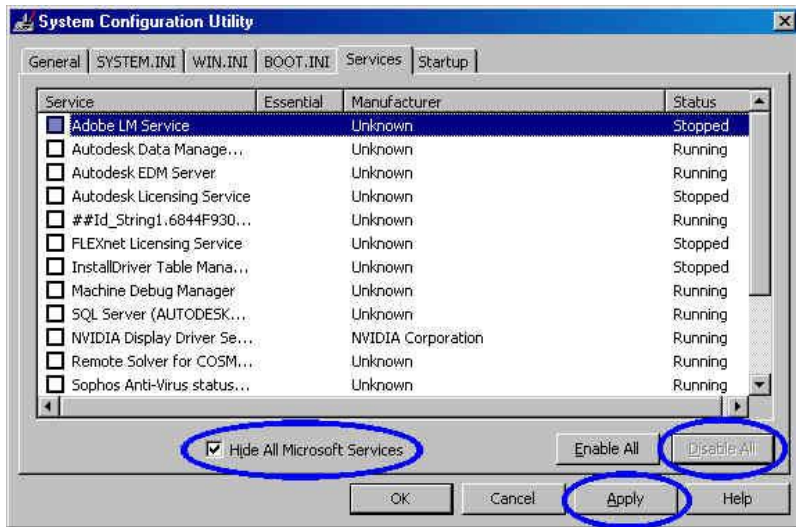 System Configuration Utility
General SYSTEM.INI WIN.INI BOOT.INI Services Startup
Service Essential Manufacturer Status
Adobe LM Service Unknown Stopped
Autodesk Data Manage... Unknown Running
Autodesk EDM Server Unknown Running
Autodesk Licensing Service Unknown Stopped
##Id_String1.6844F930... Unknown Running
FLEXnet Licensing Service Unknown Stopped
InstallDriver Table Mana... Unknown Stopped
Machine Debug Manager Unknown Running
SQL Server (AUTODESK... Unknown Running
NVIDIA Display Driver Se... NVIDIA Corporation Running
Remote Solver for COSM... Unknown Running
Sophos Anti-Virus status... Unknown Running
Hide All Microsoft Services Enable All Disable All
OK Cancel Apply Help